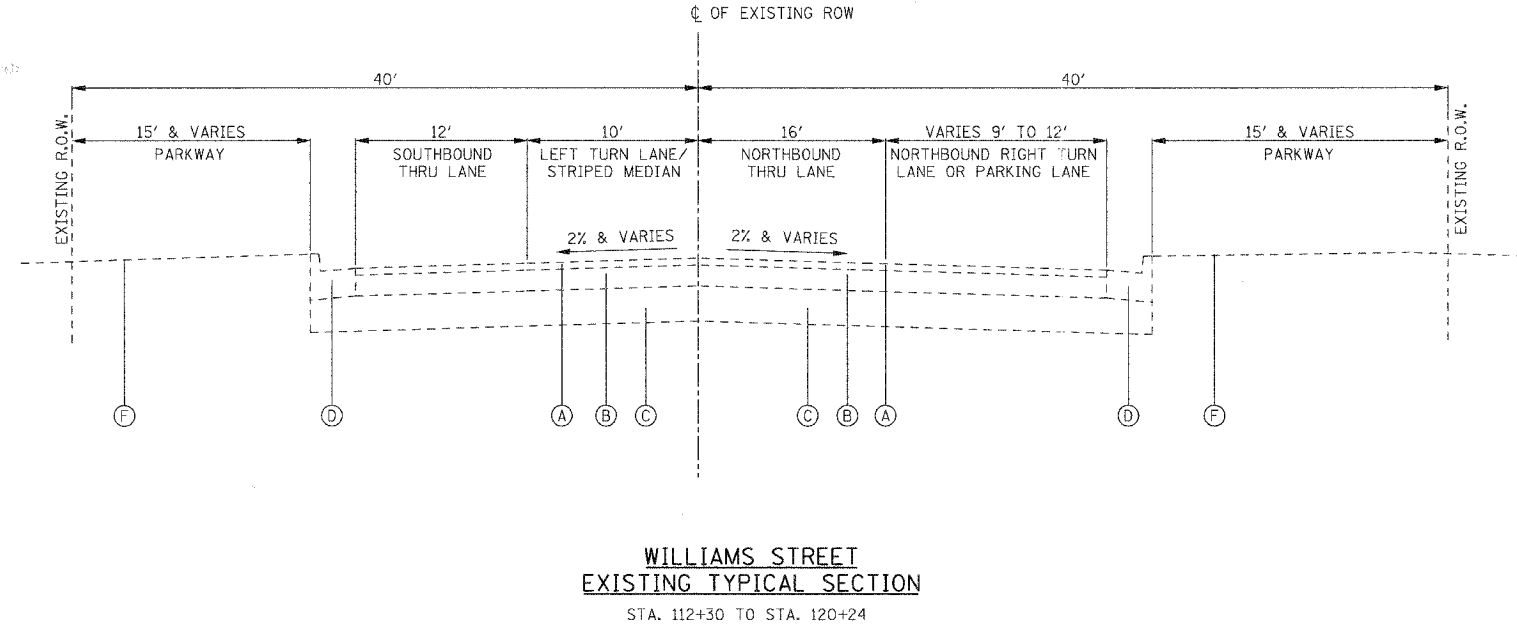 ℄ OF EXISTING ROW
40' 40'
EXISTING R.O.W.
15' & VARIES
PARKWAY
12'
SOUTHBOUND
THRU LANE
10'
LEFT TURN LANE/
STRIPED MEDIAN
16'
NORTHBOUND
THRU LANE
VARIES 9' TO 12'
NORTHBOUND RIGHT TURN
LANE OR PARKING LANE
15' & VARIES
PARKWAY
EXISTING R.O.W.
2% & VARIES 2% & VARIES
F D A B C C B A D F
WILLIAMS STREET
EXISTING TYPICAL SECTION
STA. 112+30 TO STA. 120+24